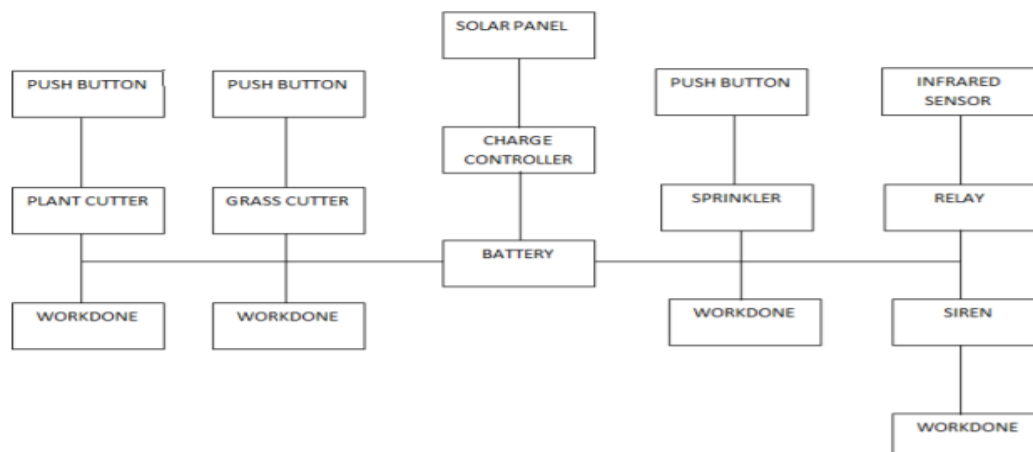 SOLAR PANEL
PUSH BUTTON
PUSH BUTTON
PUSH BUTTON
INFRARED
SENSOR
CHARGE
CONTROLLER
PLANT CUTTER
GRASS CUTTER
SPRINKLER
RELAY
BATTERY
WORKDONE
WORKDONE
WORKDONE
SIREN
WORKDONE